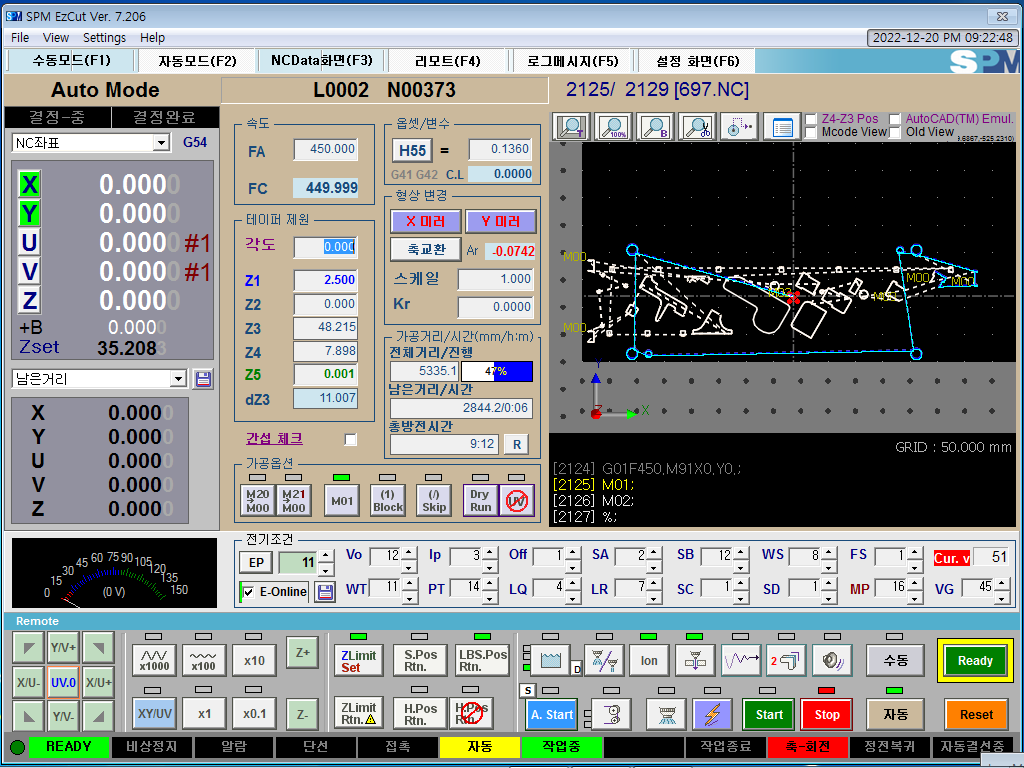 SPM EzCut Ver. 7.206
File View Settings Help
2022-12-20 PM 09:22:48
수동모드(F1) 자동모드(F2) NCData화면(F3) 리모트(F4) 로그메시지(F5) 설정 화면(F6)
SPM
Auto Mode
L0002 N00373
2125/ 2129 [697.NC]
결정-중 결정완료
NC좌표 G54
X 0.0000
Y 0.0000
U 0.0000 #1
V 0.0000 #1
Z 0.0000
+B 0.0000
Zset 35.2083
남은거리
X 0.0000
Y 0.0000
U 0.0000
V 0.0000
Z 0.0000
속도
FA 450.000
FC 449.999
테이퍼 제원
각도 0.000
Z1 2.500
Z2 0.000
Z3 48.215
Z4 7.898
Z5 0.001
dZ3 11.007
간섭 체크
옵셋/변수
H55 = 0.1360
G41 G42 C.L 0.0000
형상 변경
X 미러 Y 미러
축교환 Ar -0.0742
스케일 1.000
Kr 0.0000
가공거리/시간(mm/h:m)
전체거리/진행
5335.1 47%
남은거리/시간
2844.2/0:06
총방전시간
9:12 R
가공옵션
M20 M00
M21 M00
M01
(1) Block
(/) Skip
Dry Run
UV
T 100% B
Z4-Z3 Pos AutoCAD(TM) Emul.
Mcode View Old View
M00
M00
M00
X
Y
Z
GRID : 50.000 mm
[2124] G01F450,M91X0,Y0,;
[2125] M01;
[2126] M02;
[2127] %;
0 15 30 45 60 75 90 105 120 135 150
(0 V)
전기조건
EP 11
E-Online
Vo 12 Ip 3 Off 1 SA 2 SB 12 WS 8 FS 1 Cur. v 51
WT 11 PT 14 LQ 4 LR 7 SC 1 SD 1 MP 16 VG 45
Remote
Y/V+
X/U- UV.0 X/U+
Y/V-
x1000 x100 x10 Z+
XY/UV x1 x0.1 Z-
ZLimit Set
S.Pos Rtn.
LBS.Pos Rtn.
ZLimit Rtn.
H.Pos Rtn.
H.Pos Rtn.
D Ion 2 수동 Ready
S A. Start Start Stop 자동 Reset
READY 비상정지 알람 단선 접촉 자동 작업중 작업종료 축-회전 정전복귀 자동결선중